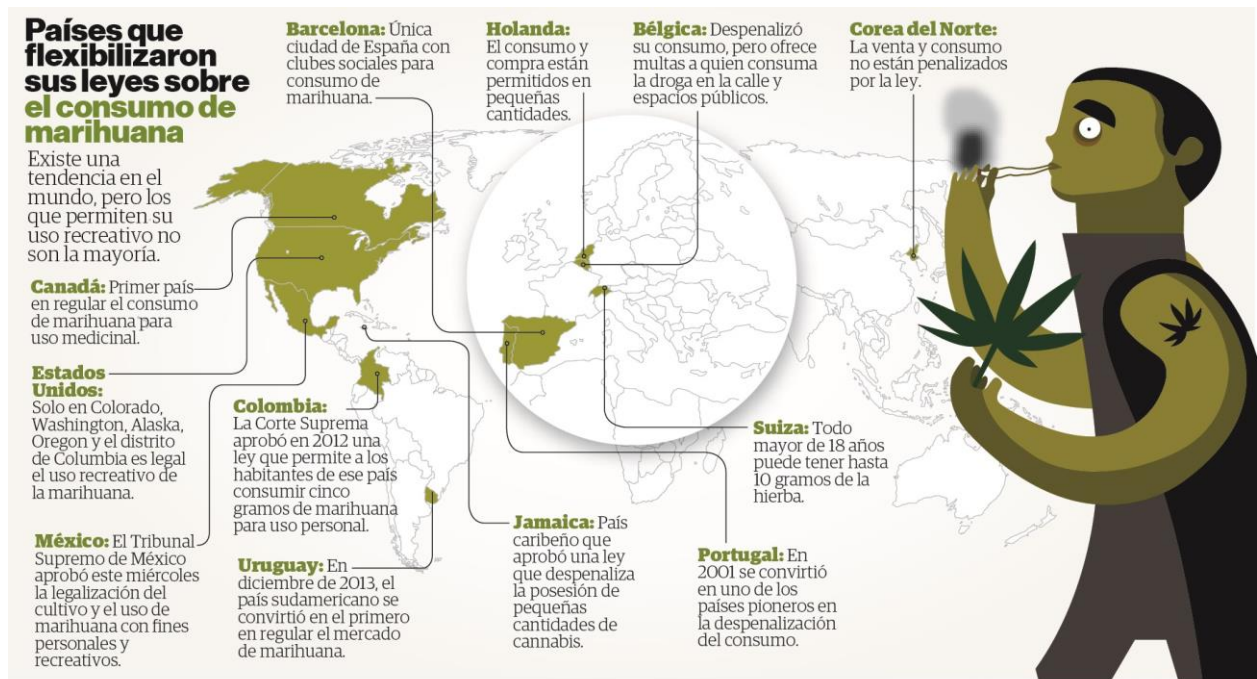 Países que
flexibilizaron
sus leyes sobre
el consumo de
marihuana
Existe una
tendencia en el
mundo, pero los
que permiten su
uso recreativo no
son la mayoría.
Canadá: Primer país
en regular el consumo
de marihuana para
uso medicinal.
Estados
Unidos:
Solo en Colorado,
Washington, Alaska,
Oregon y el distrito
de Columbia es legal
el uso recreativo de
la marihuana.
México: El Tribunal
Supremo de México
aprobó este miércoles
la legalización del
cultivo y el uso de
marihuana con fines
personales y
recreativos.
Barcelona: Única
ciudad de España con
clubes sociales para
consumo de
marihuana.
Holanda:
El consumo y
compra están
permitidos en
pequeñas
cantidades.
Bélgica: Despenalizó
su consumo, pero ofrece
multas a quien consuma
la droga en la calle y
espacios públicos.
Corea del Norte:
La venta y consumo
no están penalizados
por la ley.
Colombia:
La Corte Suprema
aprobó en 2012 una
ley que permite a los
habitantes de ese país
consumir cinco
gramos de marihuana
para uso personal.
Uruguay: En
diciembre de 2013, el
país sudamericano se
convirtió en el primero
en regular el mercado
de marihuana.
Jamaica: País
caribeño que
aprobó una ley
que despenaliza
la posesión de
pequeñas
cantidades de
cannabis.
Suiza: Todo
mayor de 18 años
puede tener hasta
10 gramos de la
hierba.
Portugal: En
2001 se convirtió
en uno de los
países pioneros en
la despenalización
del consumo.